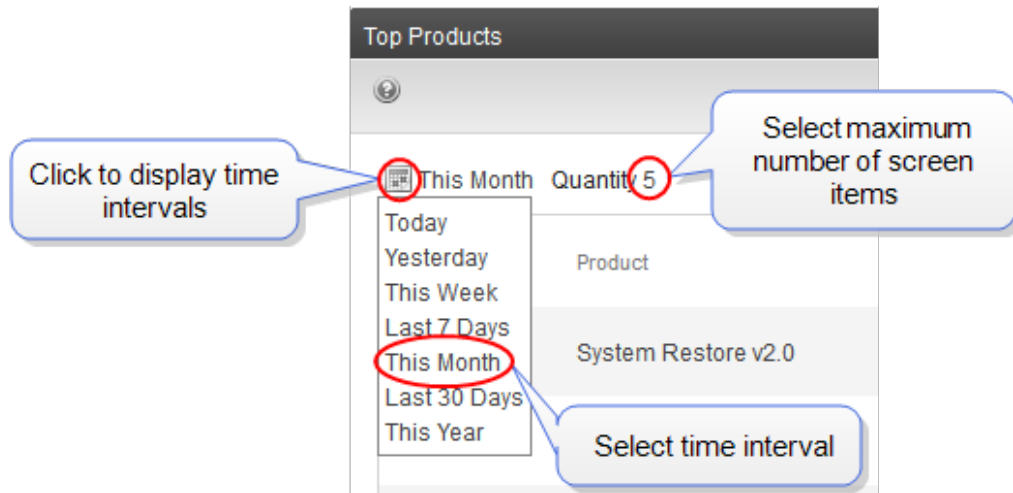 Top Products
Select maximum
number of screen
items
Click to display time
intervals
This Month Quantity 5
Today
Yesterday
This Week
Last 7 Days
This Month
Last 30 Days
This Year
Product
System Restore v2.0
Select time interval